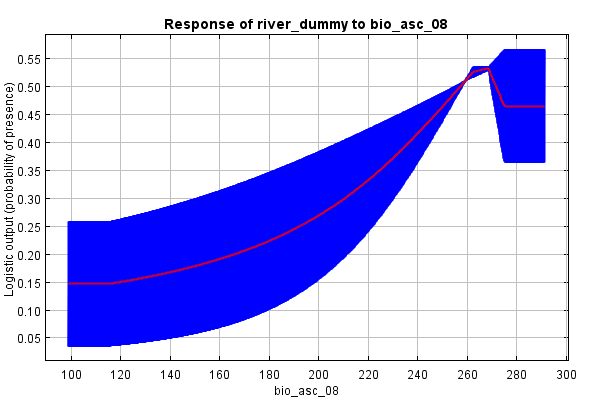 Response of river_dummy to bio_asc_08
Logistic output (probability of presence)
0.55
0.50
0.45
0.40
0.35
0.30
0.25
0.20
0.15
0.10
0.05
100 120 140 160 180 200 220 240 260 280 300
bio_asc_08